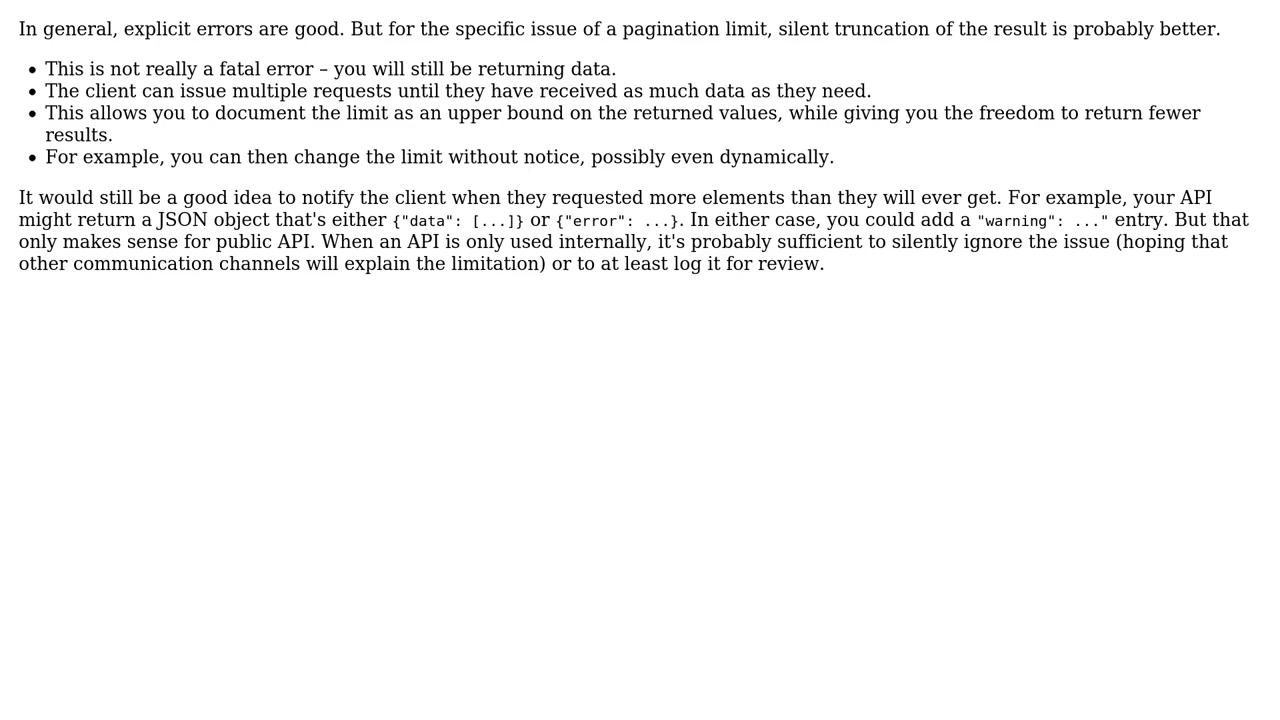 In general, explicit errors are good. But for the specific issue of a pagination limit, silent truncation of the result is probably better.
• This is not really a fatal error – you will still be returning data.
• The client can issue multiple requests until they have received as much data as they need.
• This allows you to document the limit as an upper bound on the returned values, while giving you the freedom to return fewer
results.
• For example, you can then change the limit without notice, possibly even dynamically.
It would still be a good idea to notify the client when they requested more elements than they will ever get. For example, your API
might return a JSON object that's either {"data": [...]} or {"error": ...}. In either case, you could add a "warning": ..." entry. But that
only makes sense for public API. When an API is only used internally, it's probably sufficient to silently ignore the issue (hoping that
other communication channels will explain the limitation) or to at least log it for review.